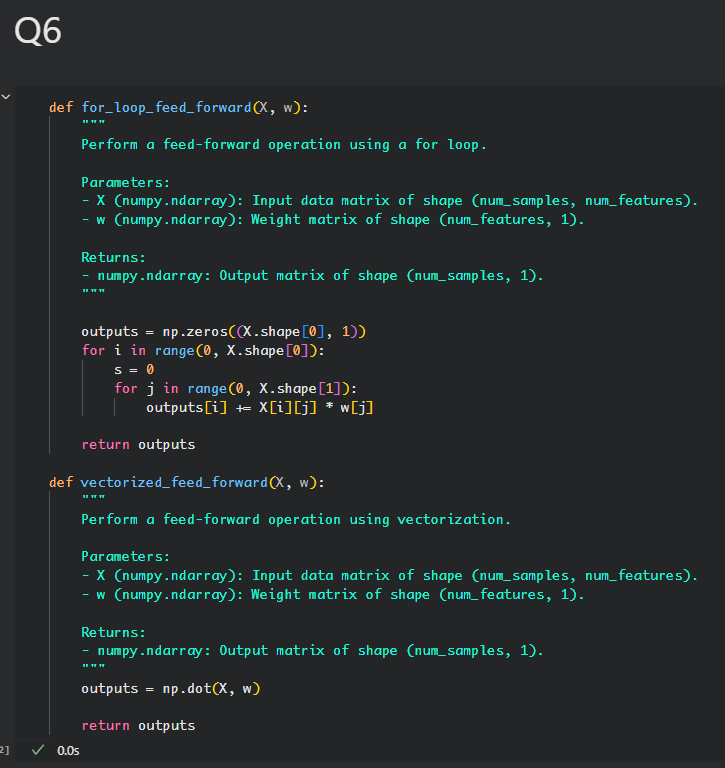 Q6
def for_loop_feed_forward(X, w):
"""
Perform a feed-forward operation using a for loop.
Parameters:
- X (numpy.ndarray): Input data matrix of shape (num_samples, num_features).
- w (numpy.ndarray): Weight matrix of shape (num_features, 1).
Returns:
- numpy.ndarray: Output matrix of shape (num_samples, 1).
"""
outputs = np.zeros((X.shape[0], 1))
for i in range(0, X.shape[0]):
s = 0
for j in range(0, X.shape[1]):
outputs[i] += X[i][j] * w[j]
return outputs
def vectorized_feed_forward(X, w):
"""
Perform a feed-forward operation using vectorization.
Parameters:
- X (numpy.ndarray): Input data matrix of shape (num_samples, num_features).
- w (numpy.ndarray): Weight matrix of shape (num_features, 1).
Returns:
- numpy.ndarray: Output matrix of shape (num_samples, 1).
"""
outputs = np.dot(X, w)
return outputs
2] ✓ 0.0s